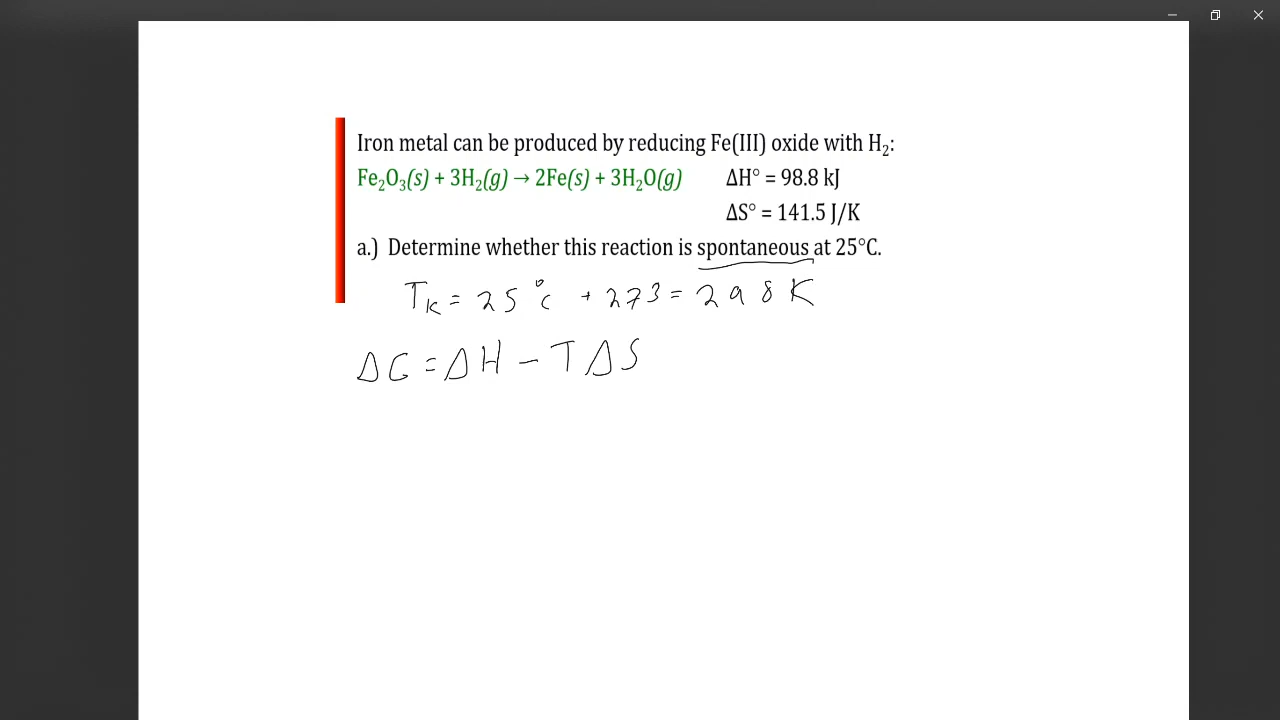 Iron metal can be produced by reducing Fe(III) oxide with H₂:
Fe₂O₃(s) + 3H₂(g) → 2Fe(s) + 3H₂O(g) ΔH° = 98.8 kJ
ΔS° = 141.5 J/K
a.) Determine whether this reaction is spontaneous at 25°C.
T_K = 25°C + 273 = 298 K
ΔG = ΔH − TΔS